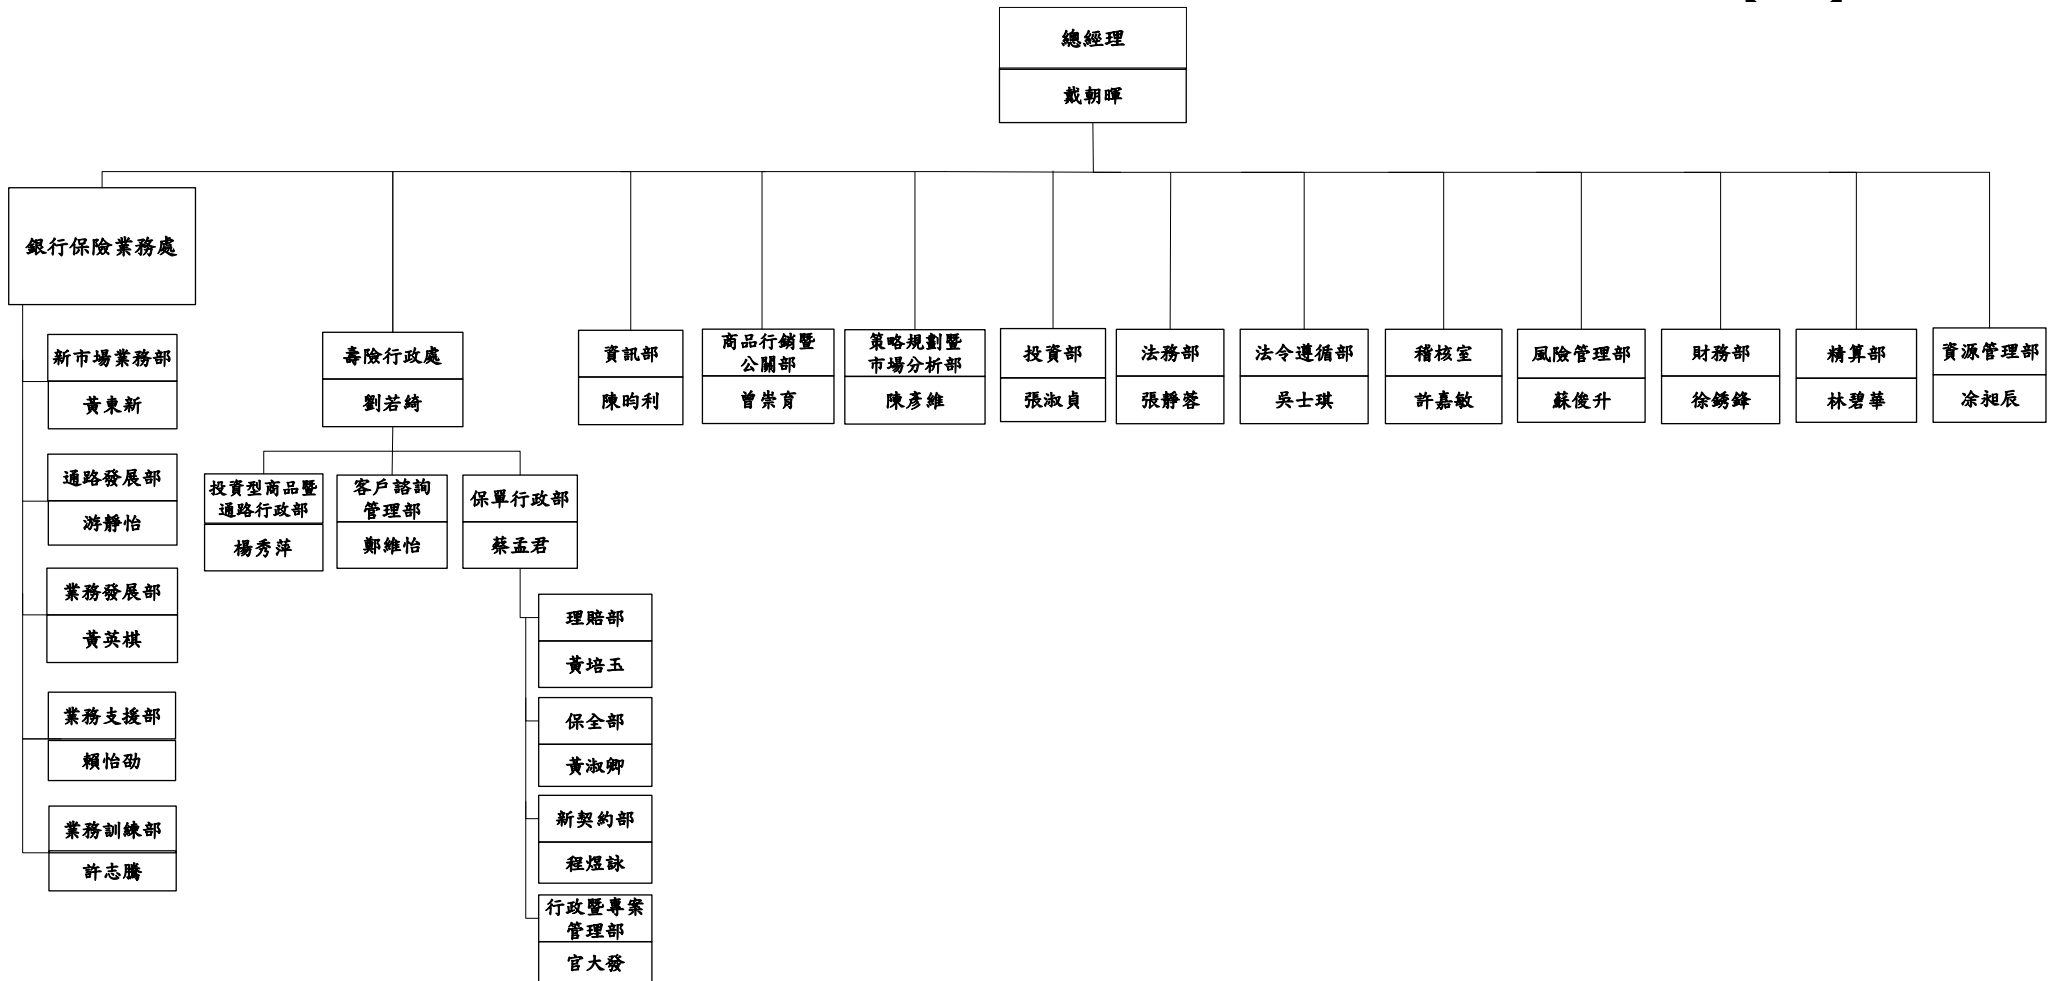 總經理
戴朝暉
銀行保險業務處
新市場業務部
黃東新
通路發展部
游靜怡
業務發展部
黃英棋
業務支援部
賴怡劭
業務訓練部
許志騰
壽險行政處
劉若綺
投資型商品暨
通路行政部
楊秀萍
客戶諮詢
管理部
鄭維怡
保單行政部
蔡孟君
理賠部
黃培玉
保全部
黃淑卿
新契約部
程煜詠
行政暨專案
管理部
官大發
資訊部
陳昀利
商品行銷暨
公關部
曾崇育
策略規劃暨
市場分析部
陳彥維
投資部
張淑貞
法務部
張靜蓉
法令遵循部
吳士琪
稽核室
許嘉敏
風險管理部
蘇俊升
財務部
徐銹鋒
精算部
林碧華
資源管理部
凃昶辰